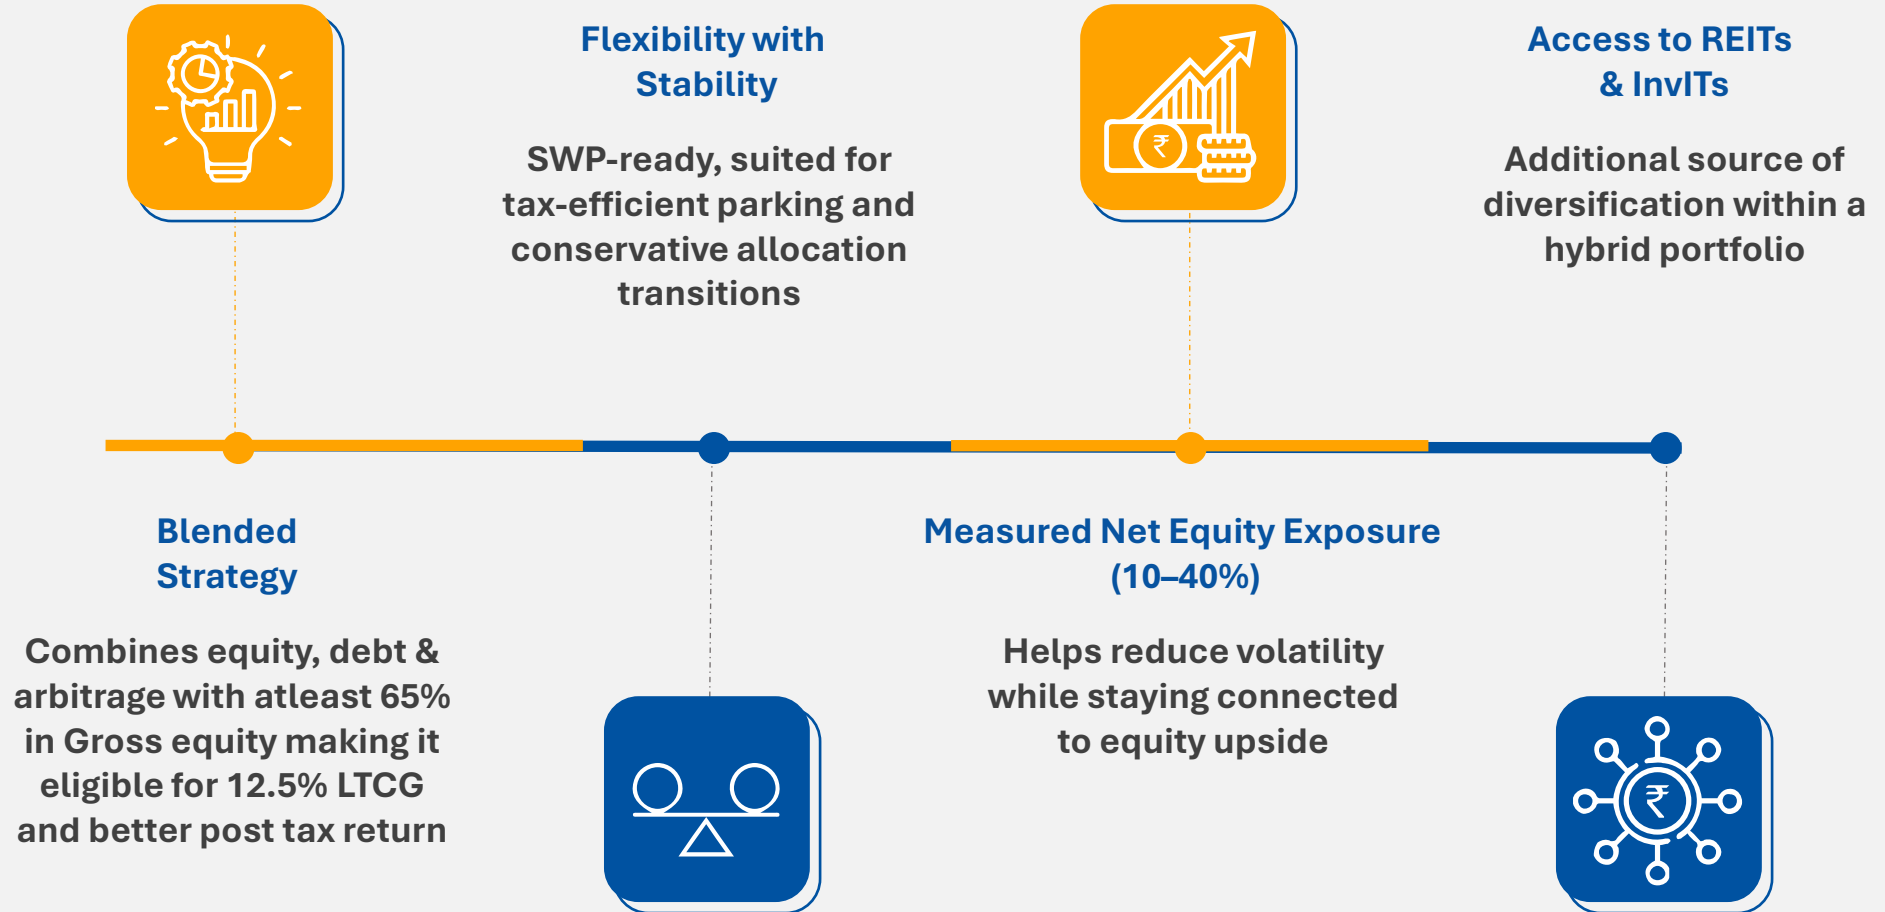 Flexibility with
Stability
SWP-ready, suited for
tax-efficient parking and
conservative allocation
transitions
₹
Access to REITs
& InvITs
Additional source of
diversification within a
hybrid portfolio
Blended
Strategy
Combines equity, debt &
arbitrage with atleast 65%
in Gross equity making it
eligible for 12.5% LTCG
and better post tax return
Measured Net Equity Exposure
(10–40%)
Helps reduce volatility
while staying connected
to equity upside
₹